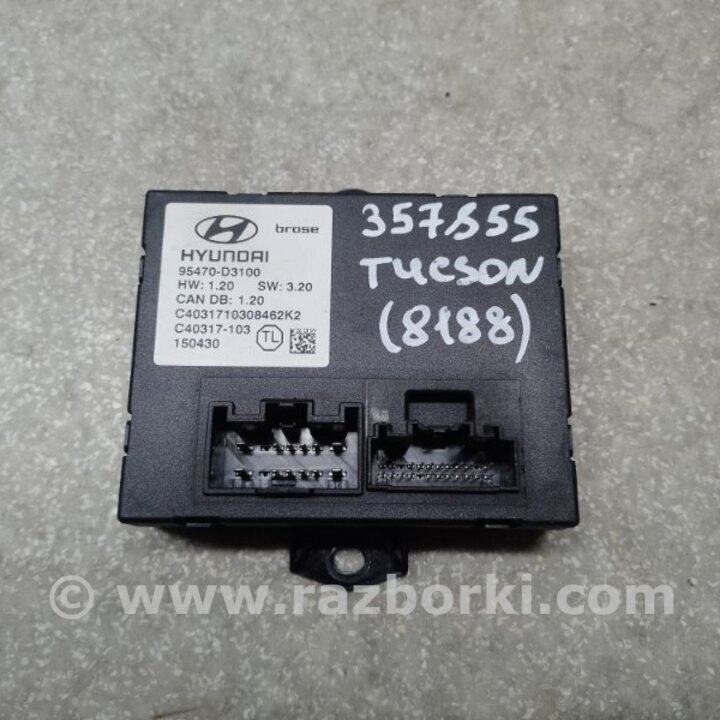 brose
HYUNDAI
95470-D3100
HW: 1.20 SW: 3.20
CAN DB: 1.20
C4031710308462K2
C40317-103
TL
150430
357855
TUCSON
(8188)
© www.razborki.com